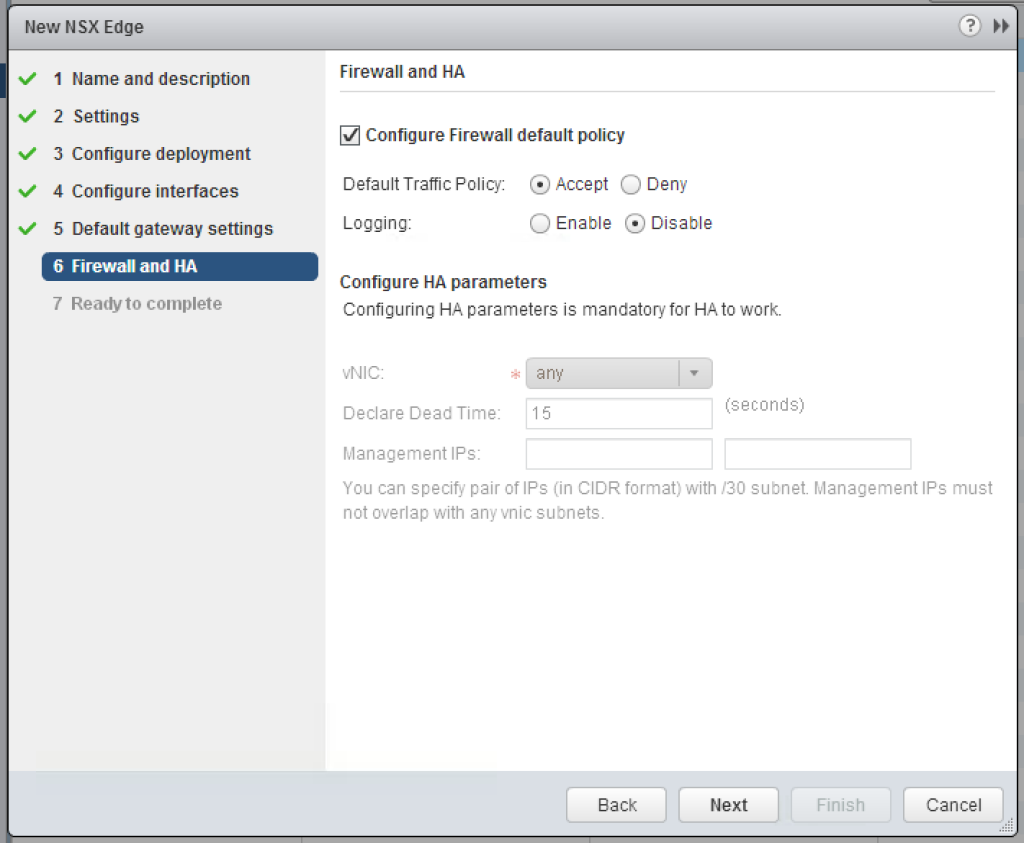 New NSX Edge
?
1 Name and description
2 Settings
3 Configure deployment
4 Configure interfaces
5 Default gateway settings
6 Firewall and HA
7 Ready to complete
Firewall and HA
Configure Firewall default policy
Default Traffic Policy: Accept Deny
Logging: Enable Disable
Configure HA parameters
Configuring HA parameters is mandatory for HA to work.
vNIC: * any
Declare Dead Time: 15 (seconds)
Management IPs:
You can specify pair of IPs (in CIDR format) with /30 subnet. Management IPs must
not overlap with any vnic subnets.
Back Next Finish Cancel